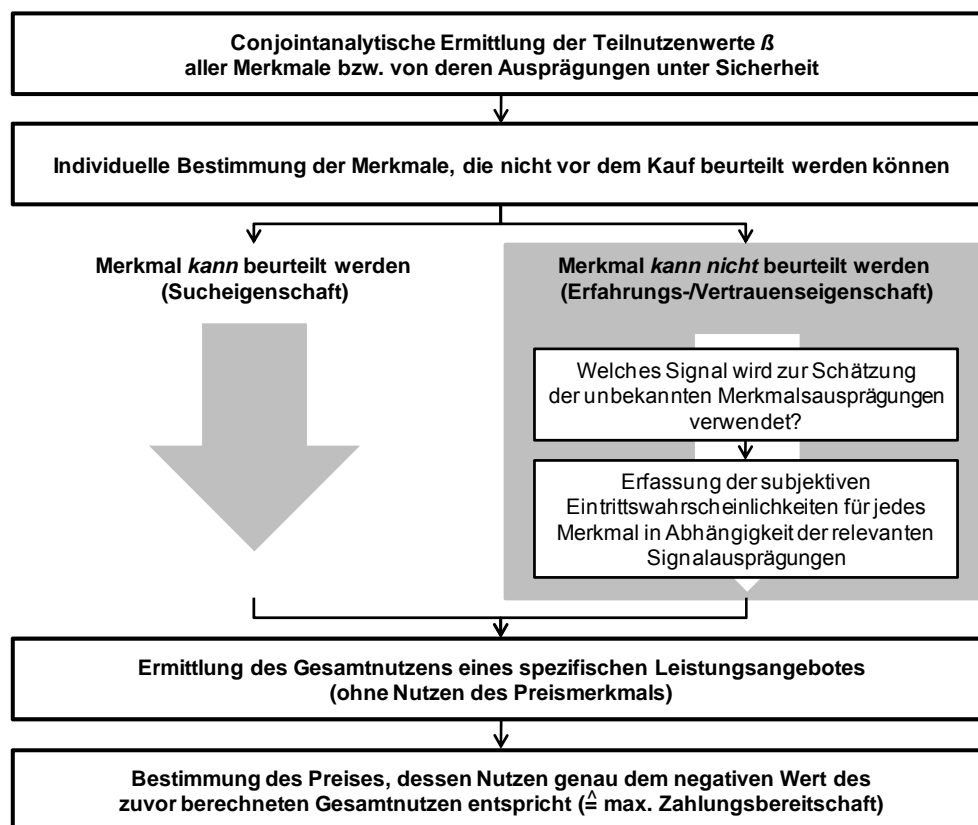 Conjointanalytische Ermittlung der Teilnutzenwerte ß
aller Merkmale bzw. von deren Ausprägungen unter Sicherheit
Individuelle Bestimmung der Merkmale, die nicht vor dem Kauf beurteilt werden können
Merkmal kann beurteilt werden
(Sucheigenschaft)
Merkmal kann nicht beurteilt werden
(Erfahrungs-/Vertrauenseigenschaft)
Welches Signal wird zur Schätzung
der unbekannten Merkmalsausprägungen
verwendet?
Erfassung der subjektiven
Eintrittswahrscheinlichkeiten für jedes
Merkmal in Abhängigkeit der relevanten
Signalausprägungen
Ermittlung des Gesamtnutzens eines spezifischen Leistungsangebotes
(ohne Nutzen des Preismerkmals)
Bestimmung des Preises, dessen Nutzen genau dem negativen Wert des
zuvor berechneten Gesamtnutzen entspricht (≙ max. Zahlungsbereitschaft)